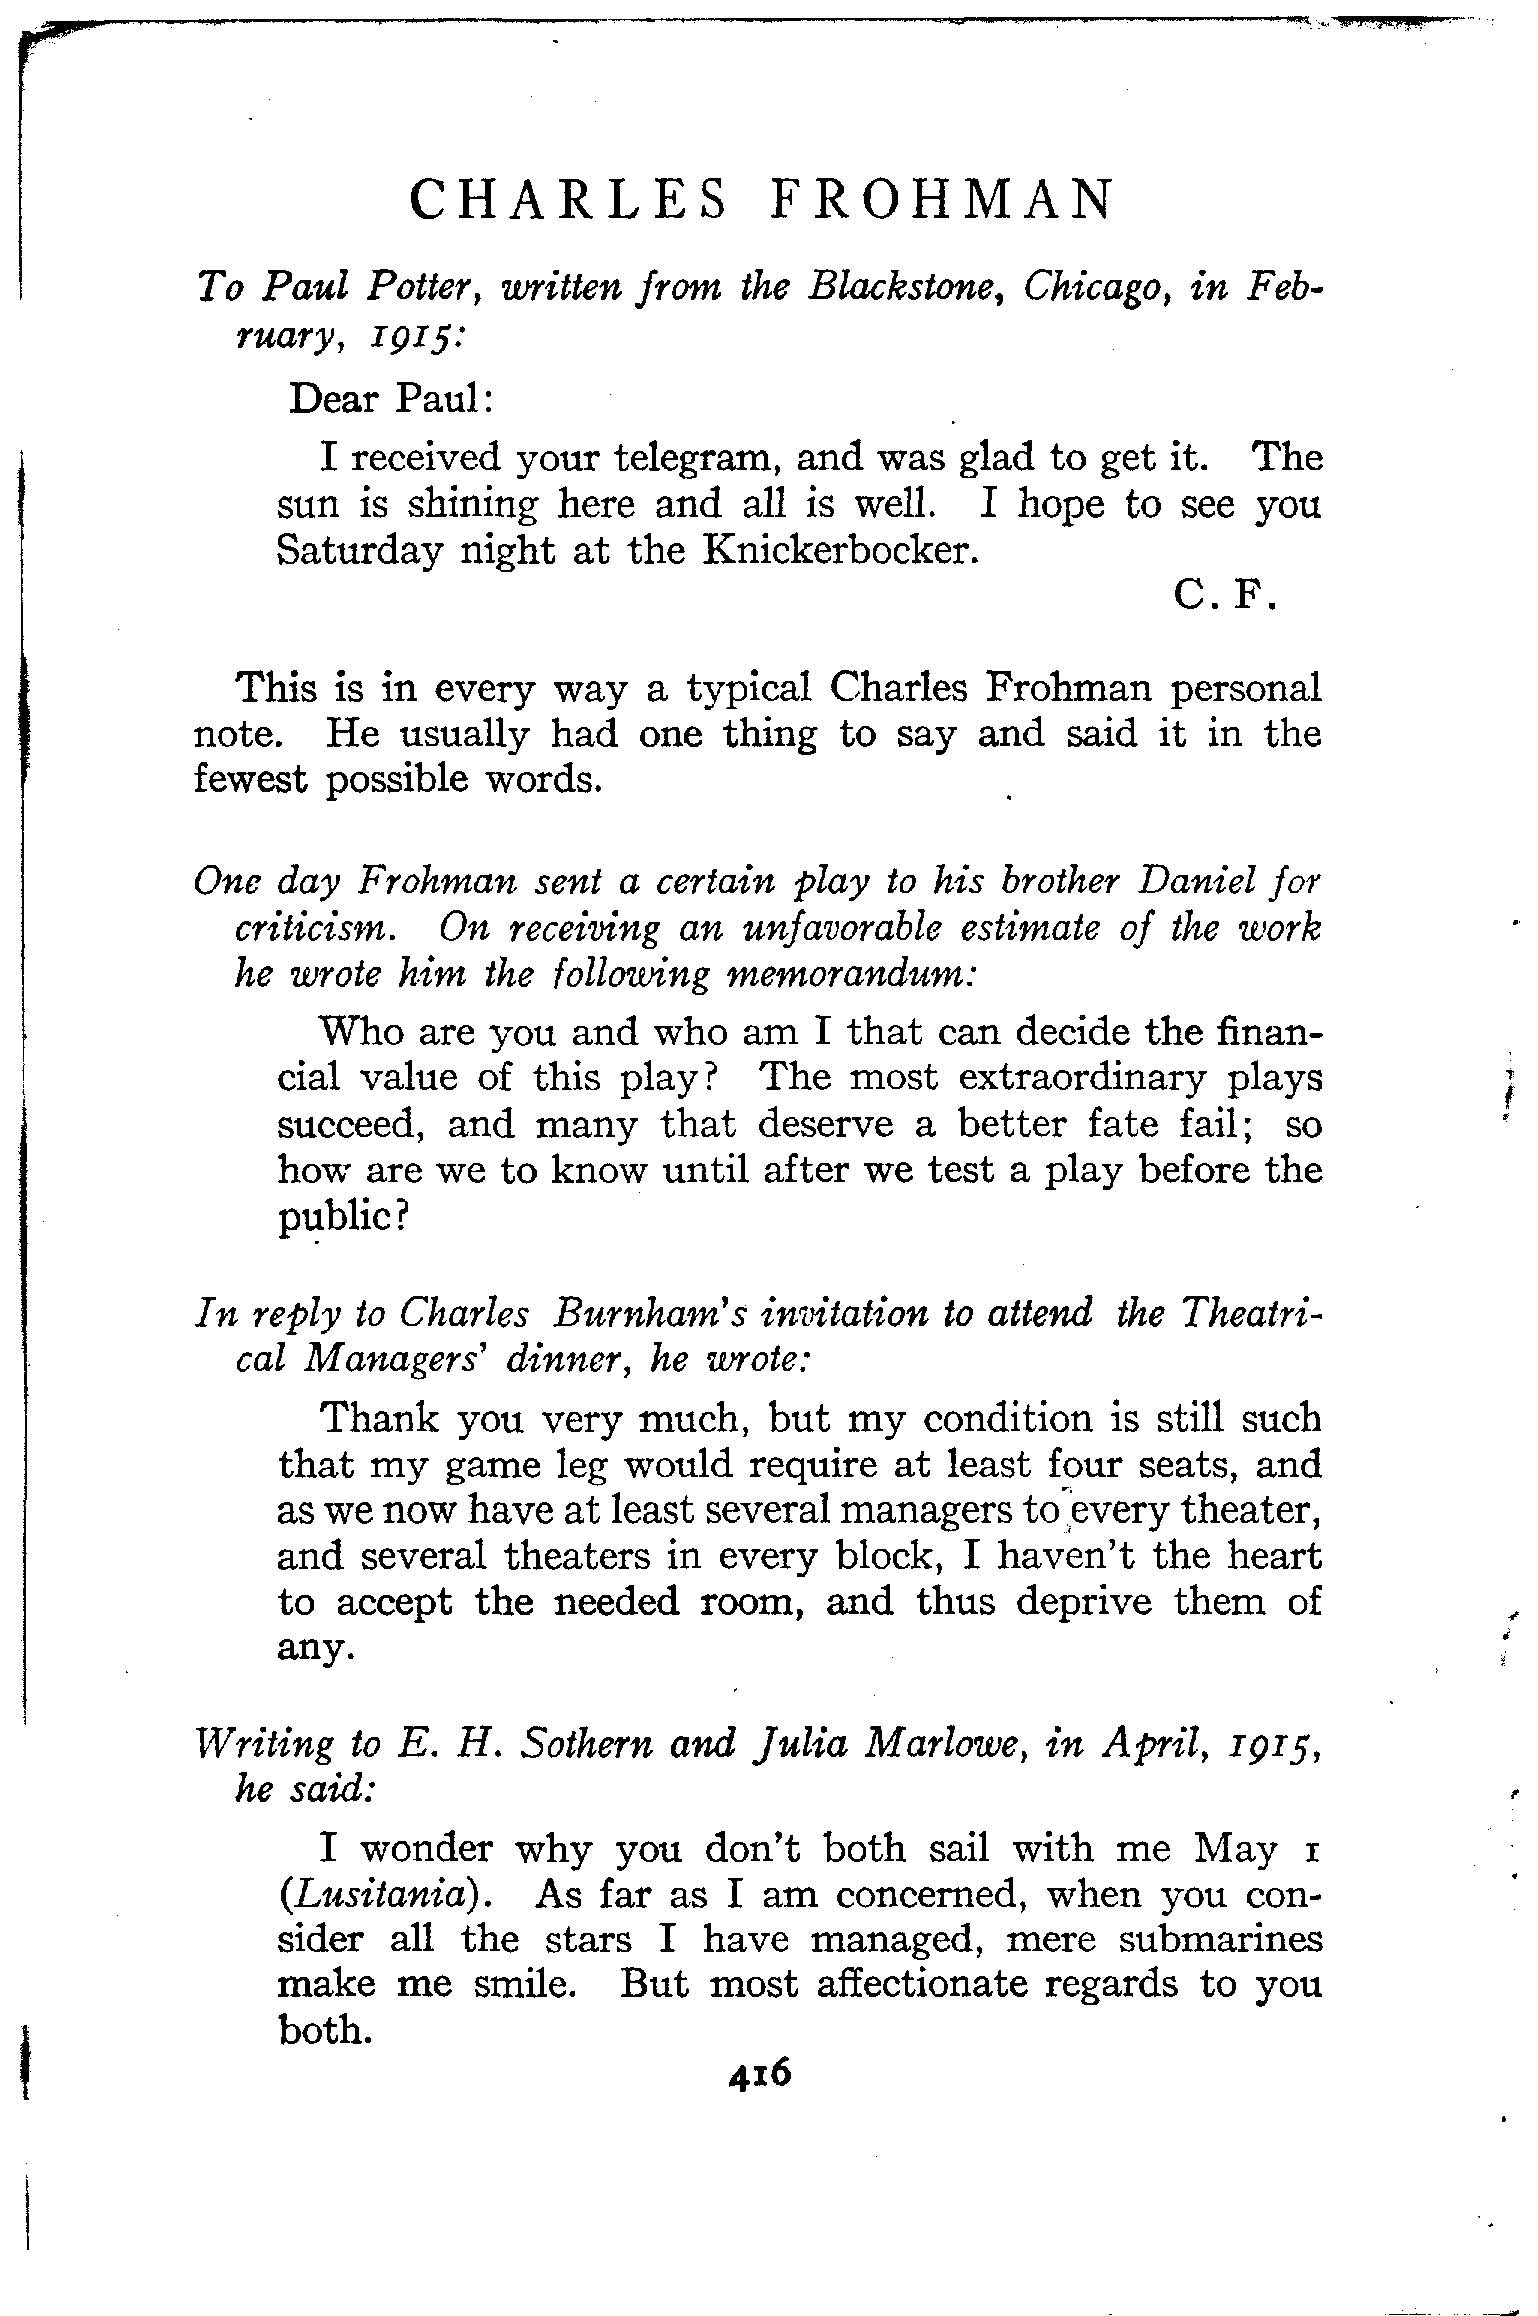 CHARLES FROHMAN
To Paul Potter, written from the Blackstone, Chicago, in Feb-
ruary, 1915:
Dear Paul:
I received your telegram, and was glad to get it. The
sun is shining here and all is well. I hope to see you
Saturday night at the Knickerbocker.
C. F.
This is in every way a typical Charles Frohman personal
note. He usually had one thing to say and said it in the
fewest possible words.
One day Frohman sent a certain play to his brother Daniel for
criticism. On receiving an unfavorable estimate of the work
he wrote him the following memorandum:
Who are you and who am I that can decide the finan-
cial value of this play? The most extraordinary plays
succeed, and many that deserve a better fate fail; so
how are we to know until after we test a play before the
public?
In reply to Charles Burnham's invitation to attend the Theatri-
cal Managers' dinner, he wrote:
Thank you very much, but my condition is still such
that my game leg would require at least four seats, and
as we now have at least several managers to every theater,
and several theaters in every block, I haven't the heart
to accept the needed room, and thus deprive them of
any.
Writing to E. H. Sothern and Julia Marlowe, in April, 1915,
he said:
I wonder why you don't both sail with me May 1
(Lusitania). As far as I am concerned, when you con-
sider all the stars I have managed, mere submarines
make me smile. But most affectionate regards to you
both.
416